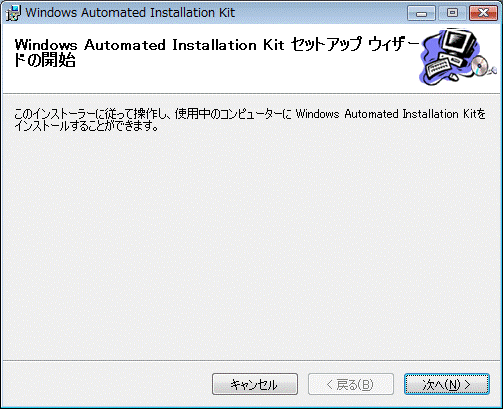 Windows Automated Installation Kit
Windows Automated Installation Kit セットアップ ウィザー
ドの開始
このインストーラーに従って操作し、使用中のコンピューターに Windows Automated Installation Kitを
インストールすることができます。
キャンセル
< 戻る(B)
次へ(N) >